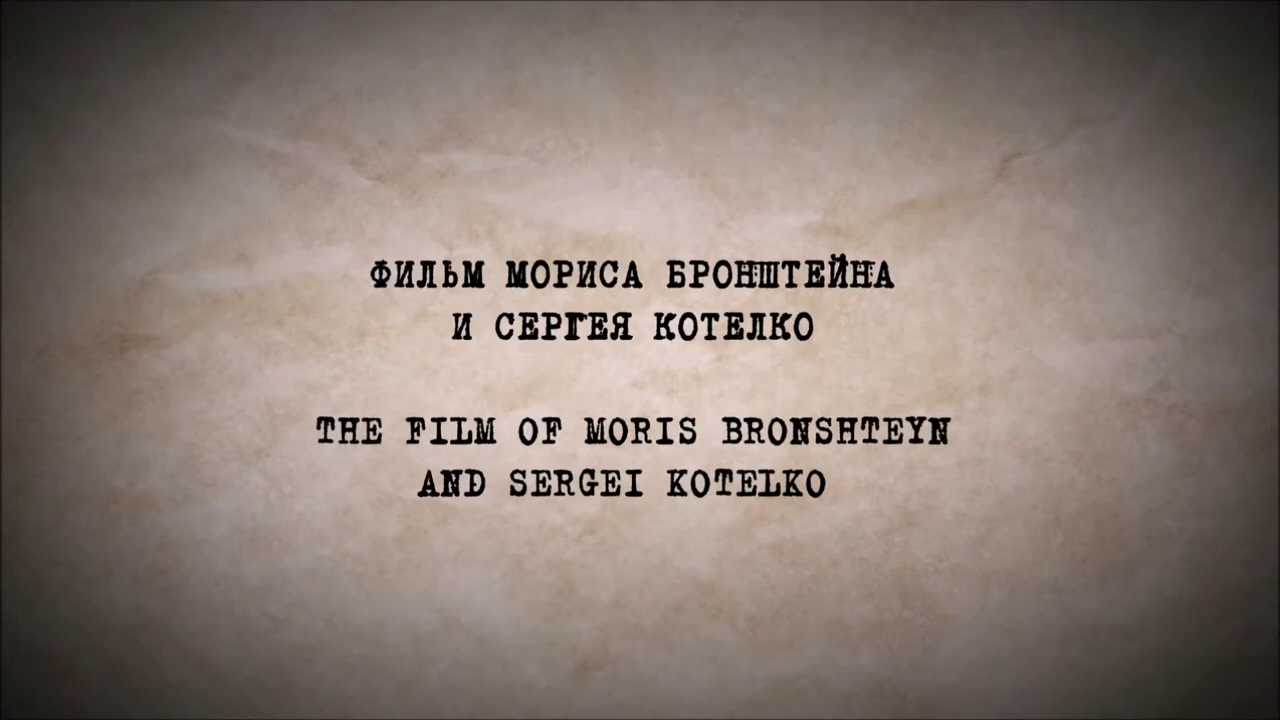 ФИЛЬМ МОРИСА БРОНШТЕЙНА
И СЕРГЕЯ КОТЕЛКО
THE FILM OF MORIS BRONSHTEYN
AND SERGEI KOTELKO